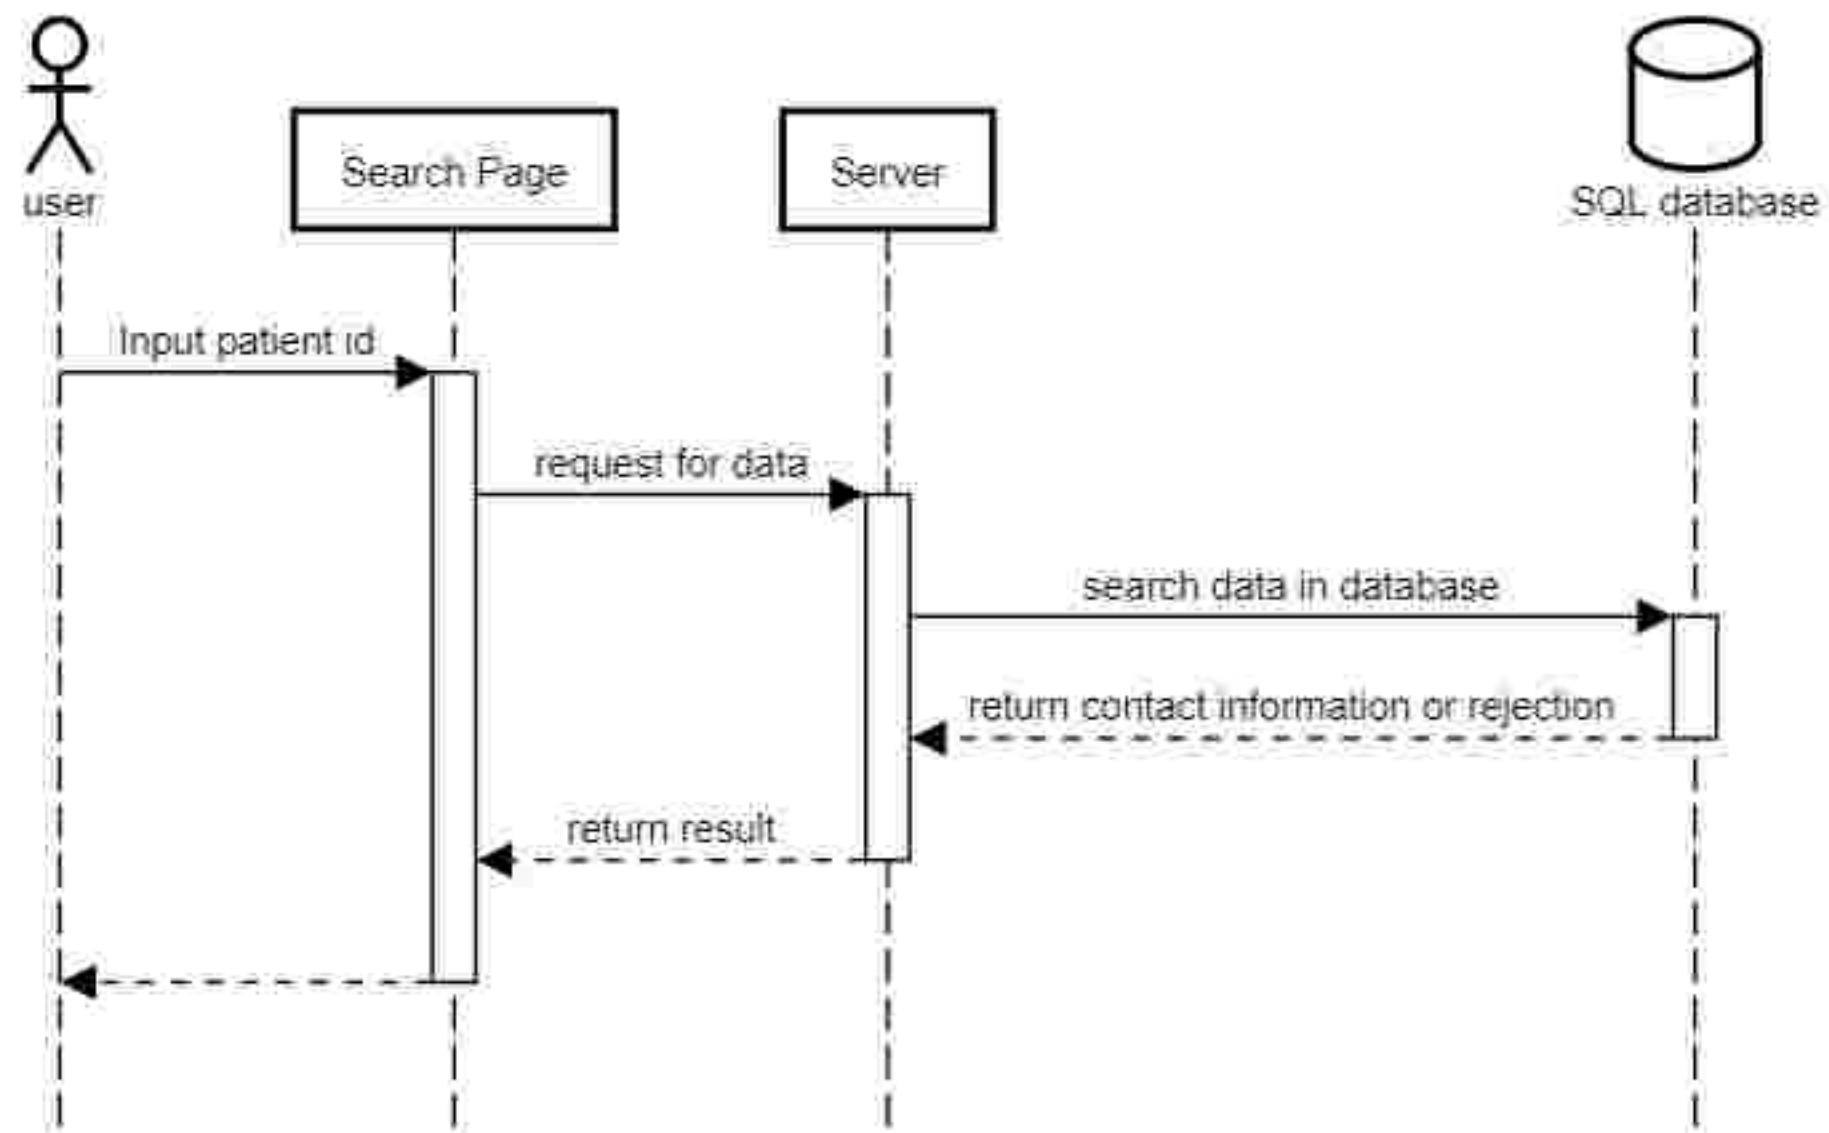 user
Search Page
Server
SQL database
Input patient id
request for data
search data in database
return contact information or rejection
return result